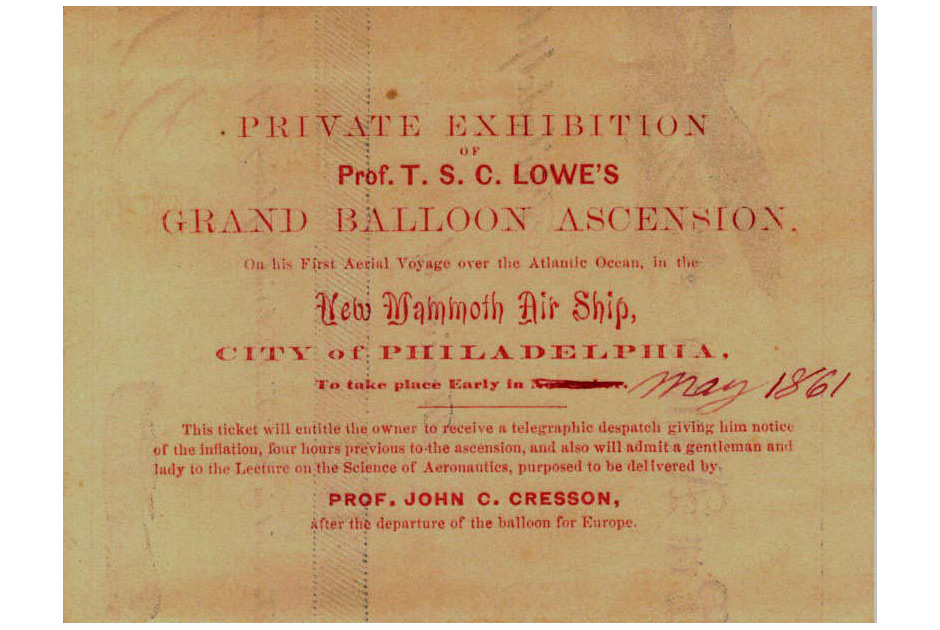 PRIVATE EXHIBITION
OF
Prof. T. S. C. LOWE'S
GRAND BALLOON ASCENSION,
On his First Aerial Voyage over the Atlantic Ocean, in the
New Mammoth Air Ship,
CITY of PHILADELPHIA,
To take place Early in . May 1861
This ticket will entitle the owner to receive a telegraphic despatch giving him notice
of the inflation, four hours previous to the ascension, and also will admit a gentleman and
lady to the Lecture on the Science of Aeronautics, purposed to be delivered by
PROF. JOHN C. CRESSON,
after the departure of the balloon for Europe.